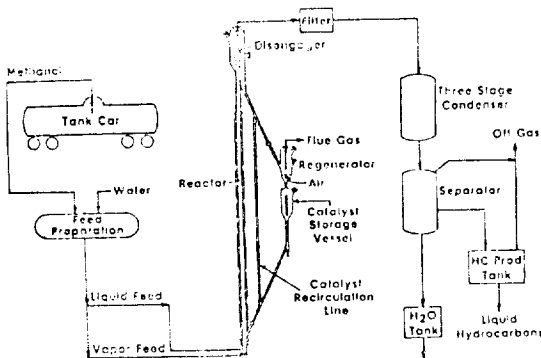 Filter
Disengager
Methanol
Tank Car
Three Stage
Condenser
Off Gas
Flue Gas
Regenerator
Reactor
Air
Water
Separator
Catalyst
Storage
Vessel
Feed
Preparation
HC Prod
Tank
Catalyst
Recirculation
Line
Liquid Feed
H2O
Tank
Liquid
Hydrocarbons
Vapor Feed